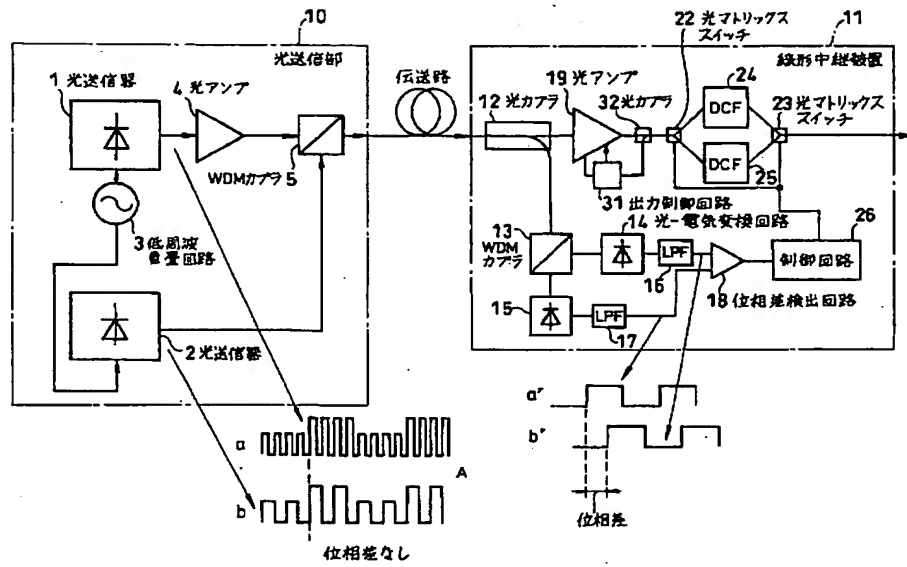 10
光送信部
1 光送信器
4 光アンプ
WDMカプラ 5
3 低周波
重畳回路
2 光送信器
伝送路
11
線形中継装置
12 光カプラ
19 光アンプ
32 光カプラ
22 光マトリックス
スイッチ
24
DCF
DCF
25
23 光マトリックス
スイッチ
31 出力制御回路
13
WDM
カプラ
14 光-電気変換回路
LPF
16
15
LPF
17
18 位相差検出回路
26
制御回路
a
b
A
位相差なし
a'
b'
位相差